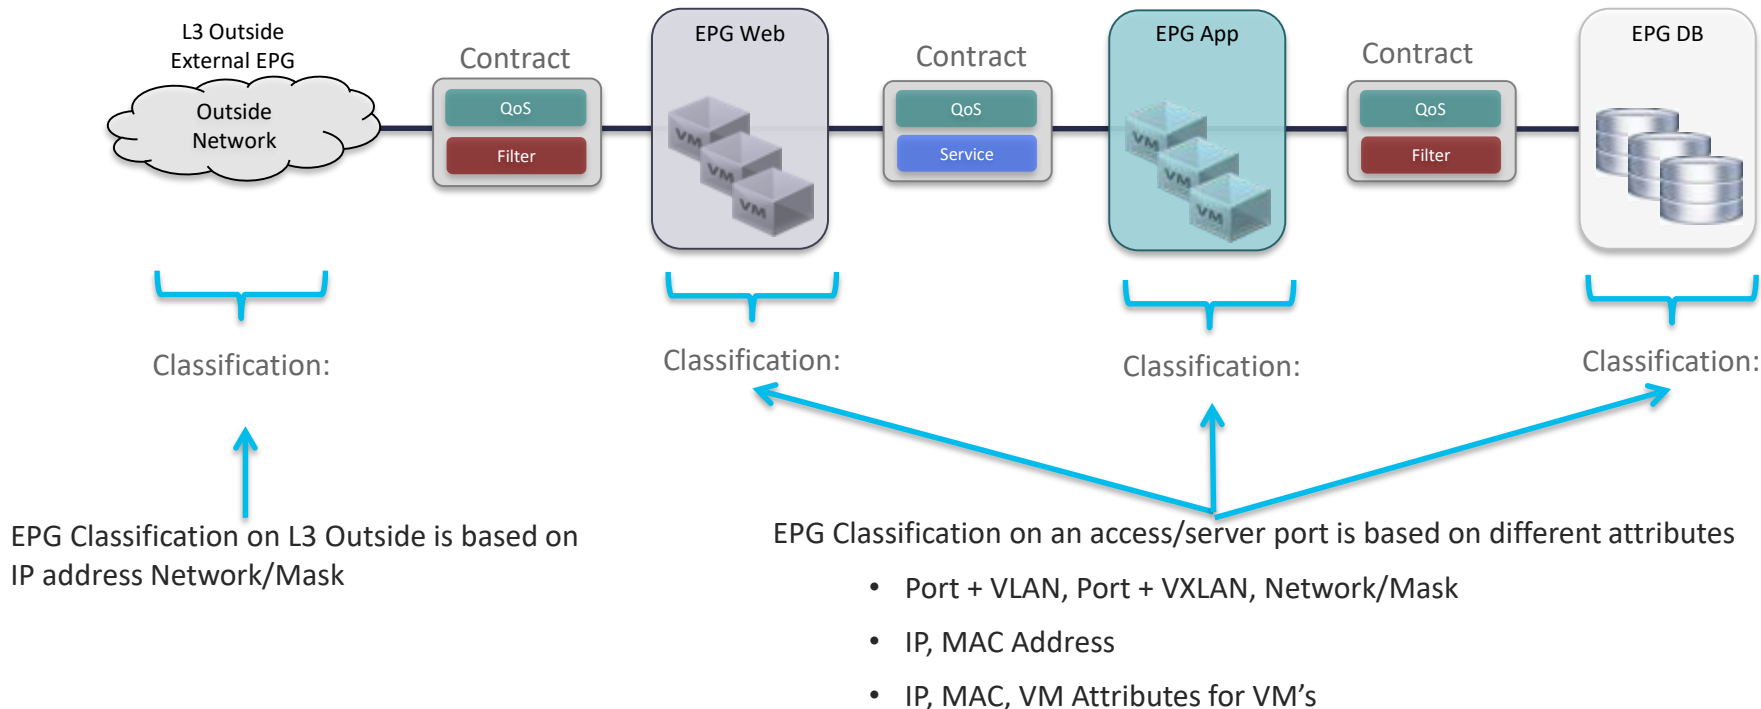 L3 Outside
External EPG
Outside
Network
Contract
QoS
Filter
EPG Web
VM
VM
VM
Contract
QoS
Service
EPG App
VM
VM
VM
Contract
QoS
Filter
EPG DB
Classification:
Classification:
Classification:
Classification:
EPG Classification on L3 Outside is based on
IP address Network/Mask
EPG Classification on an access/server port is based on different attributes
• Port + VLAN, Port + VXLAN, Network/Mask
• IP, MAC Address
• IP, MAC, VM Attributes for VM’s